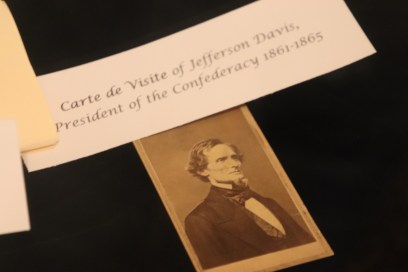 Carte de Visite of Jefferson Davis,
President of the Confederacy 1861-1865